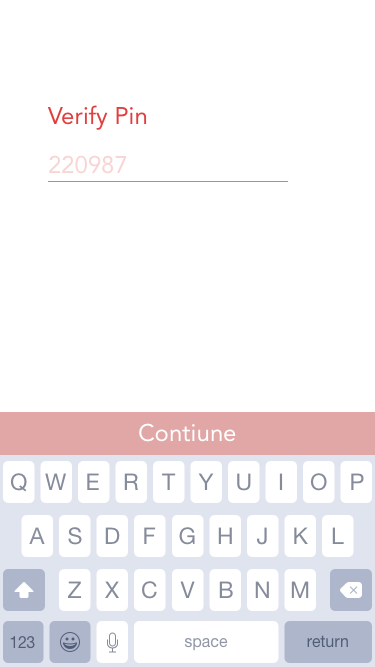 Verify Pin
220987
Contiune
Q W E R T Y U I O P
A S D F G H J K L
Z X C V B N M
123 space return